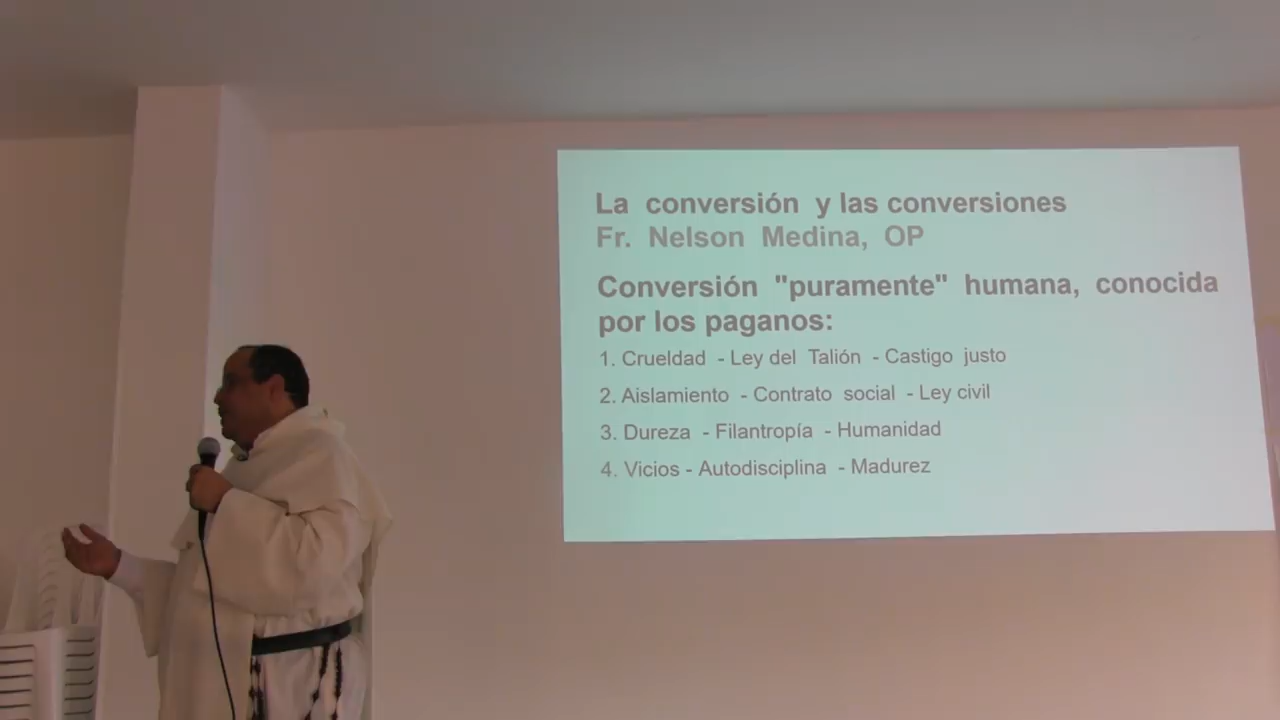 La conversión y las conversiones
Fr. Nelson Medina, OP
Conversión "puramente" humana, conocida
por los paganos:
1. Crueldad - Ley del Talión - Castigo justo
2. Aislamiento - Contrato social - Ley civil
3. Dureza - Filantropía - Humanidad
4. Vicios - Autodisciplina - Madurez